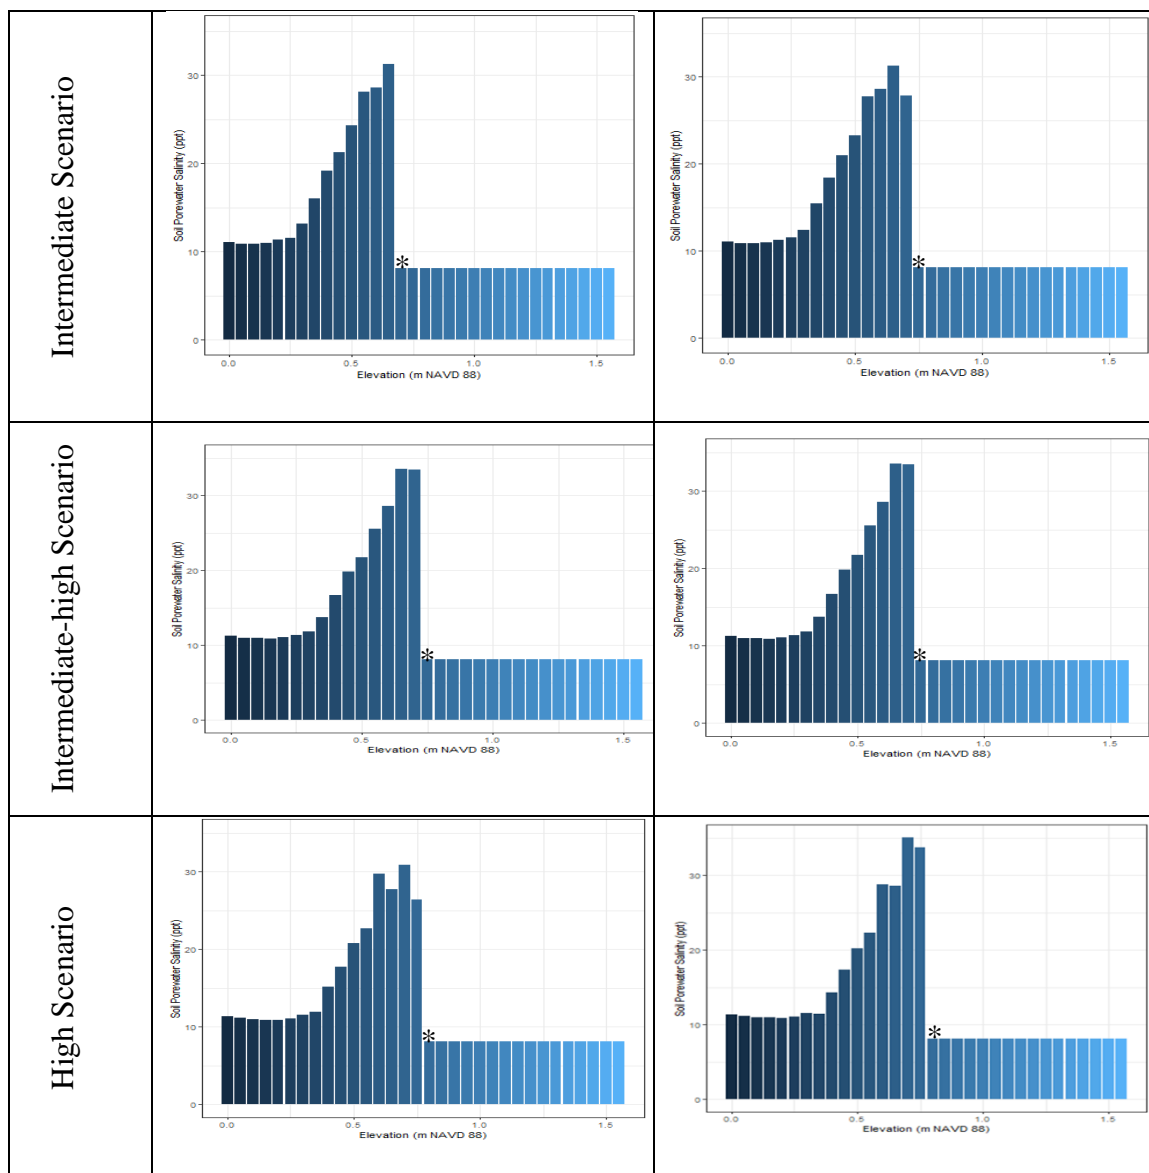 Intermediate Scenario
Soil Porewater Salinity (ppt)
30
20
10
0
*
0.0 0.5 1.0 1.5
Elevation (m NAVD 88)
Soil Porewater Salinity (ppt)
30
20
10
0
*
0.0 0.5 1.0 1.5
Elevation (m NAVD 88)
Intermediate-high Scenario
Soil Porewater Salinity (ppt)
30
20
10
0
*
0.0 0.5 1.0 1.5
Elevation (m NAVD 88)
Soil Porewater Salinity (ppt)
30
20
10
0
*
0.0 0.5 1.0 1.5
Elevation (m NAVD 88)
High Scenario
Soil Porewater Salinity (ppt)
30
20
10
0
*
0.0 0.5 1.0 1.5
Elevation (m NAVD 88)
Soil Porewater Salinity (ppt)
30
20
10
0
*
0.0 0.5 1.0 1.5
Elevation (m NAVD 88)